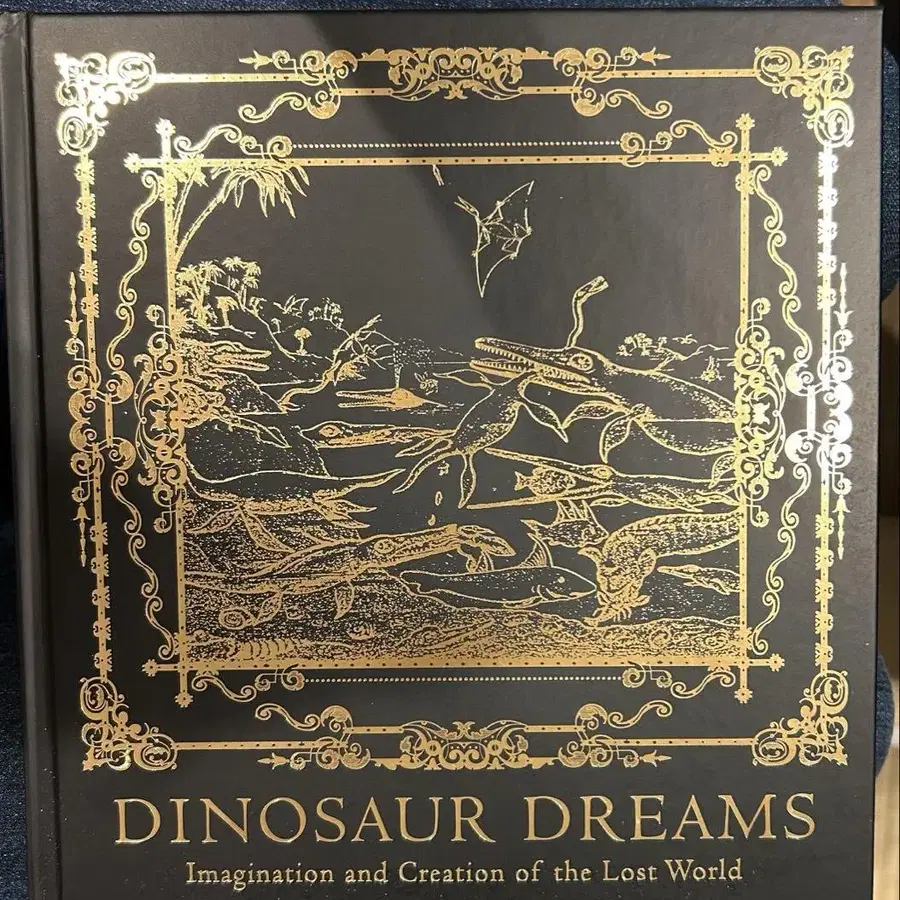 DINOSAUR DREAMS
Imagination and Creation of the Lost World